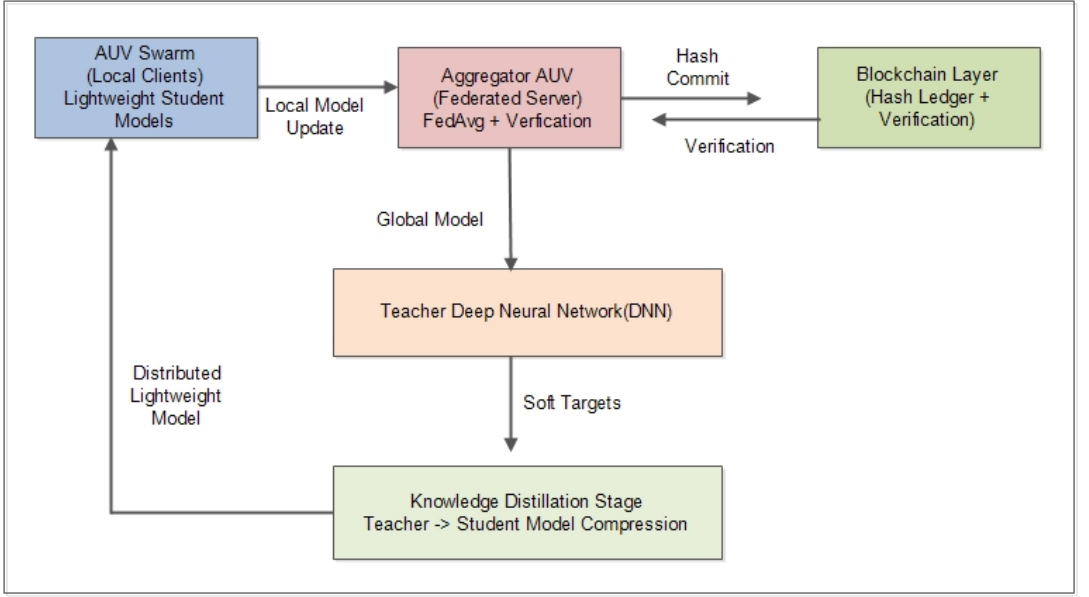 AUV Swarm
(Local Clients)
Lightweight Student
Models
Local Model
Update
Aggregator AUV
(Federated Server)
FedAvg + Verfication
Hash
Commit
Verification
Blockchain Layer
(Hash Ledger +
Verification)
Global Model
Teacher Deep Neural Network(DNN)
Soft Targets
Distributed
Lightweight
Model
Knowledge Distillation Stage
Teacher -> Student Model Compression